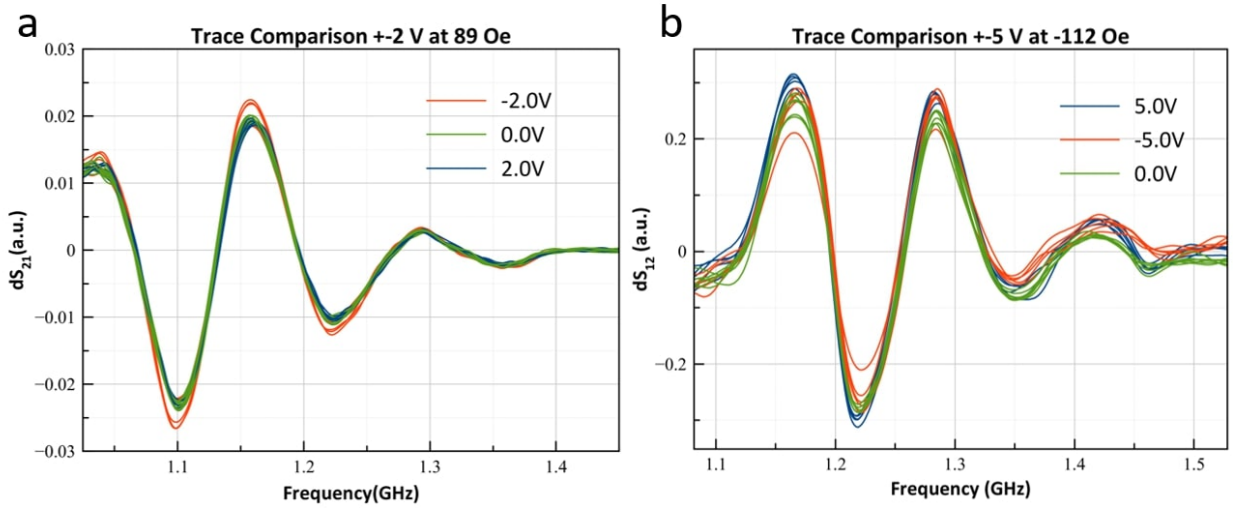 a
Trace Comparison +-2 V at 89 Oe
0.03
0.02
0.01
0
−0.01
−0.02
−0.03
dS21(a.u.)
-2.0V
0.0V
2.0V
1.1
1.2
1.3
1.4
Frequency(GHz)
b
Trace Comparison +-5 V at -112 Oe
0.2
0
−0.2
dS12 (a.u.)
5.0V
-5.0V
0.0V
1.1
1.2
1.3
1.4
1.5
Frequency (GHz)